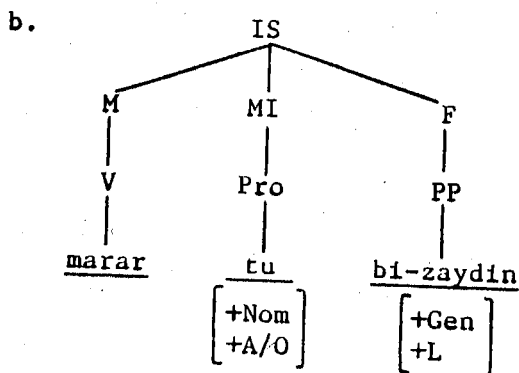 b.
IS
M MI F
V Pro PP
marar tu bi-zaydin
[+Nom +A/O] [+Gen +L]